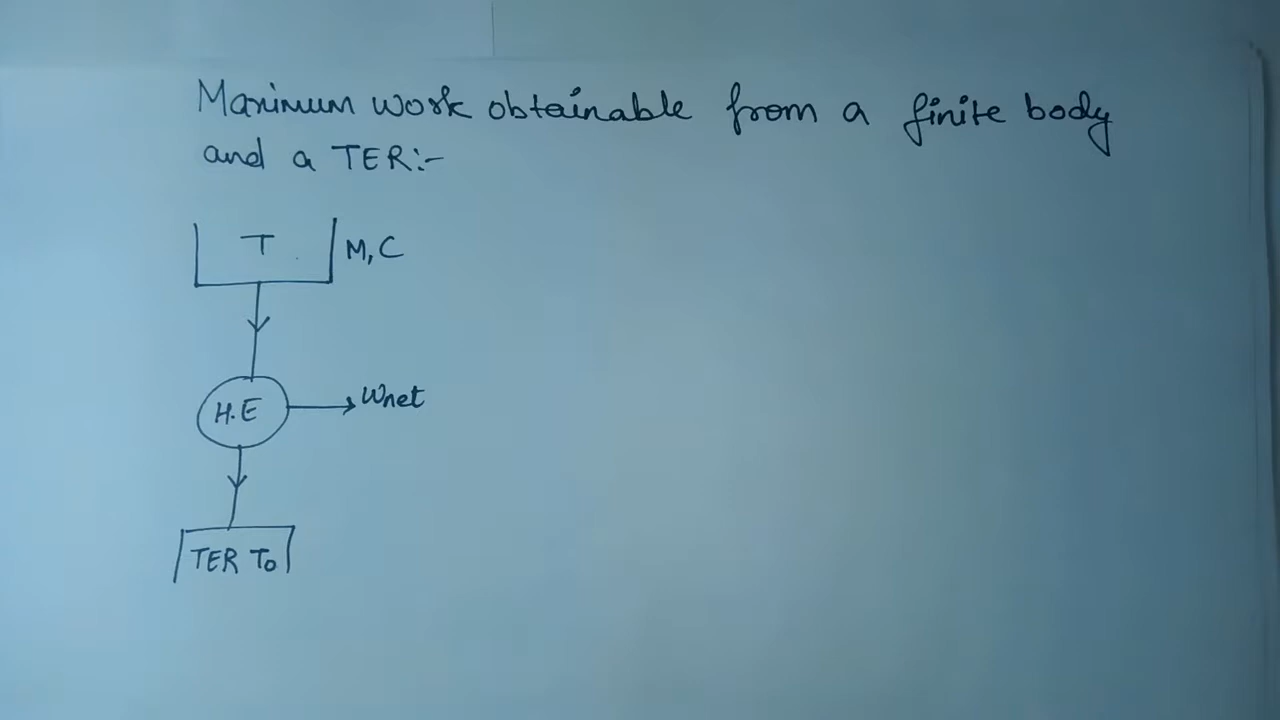 Maximum work obtainable from a finite body
and a TER:-
T
M, C
H.E
Wnet
TER To